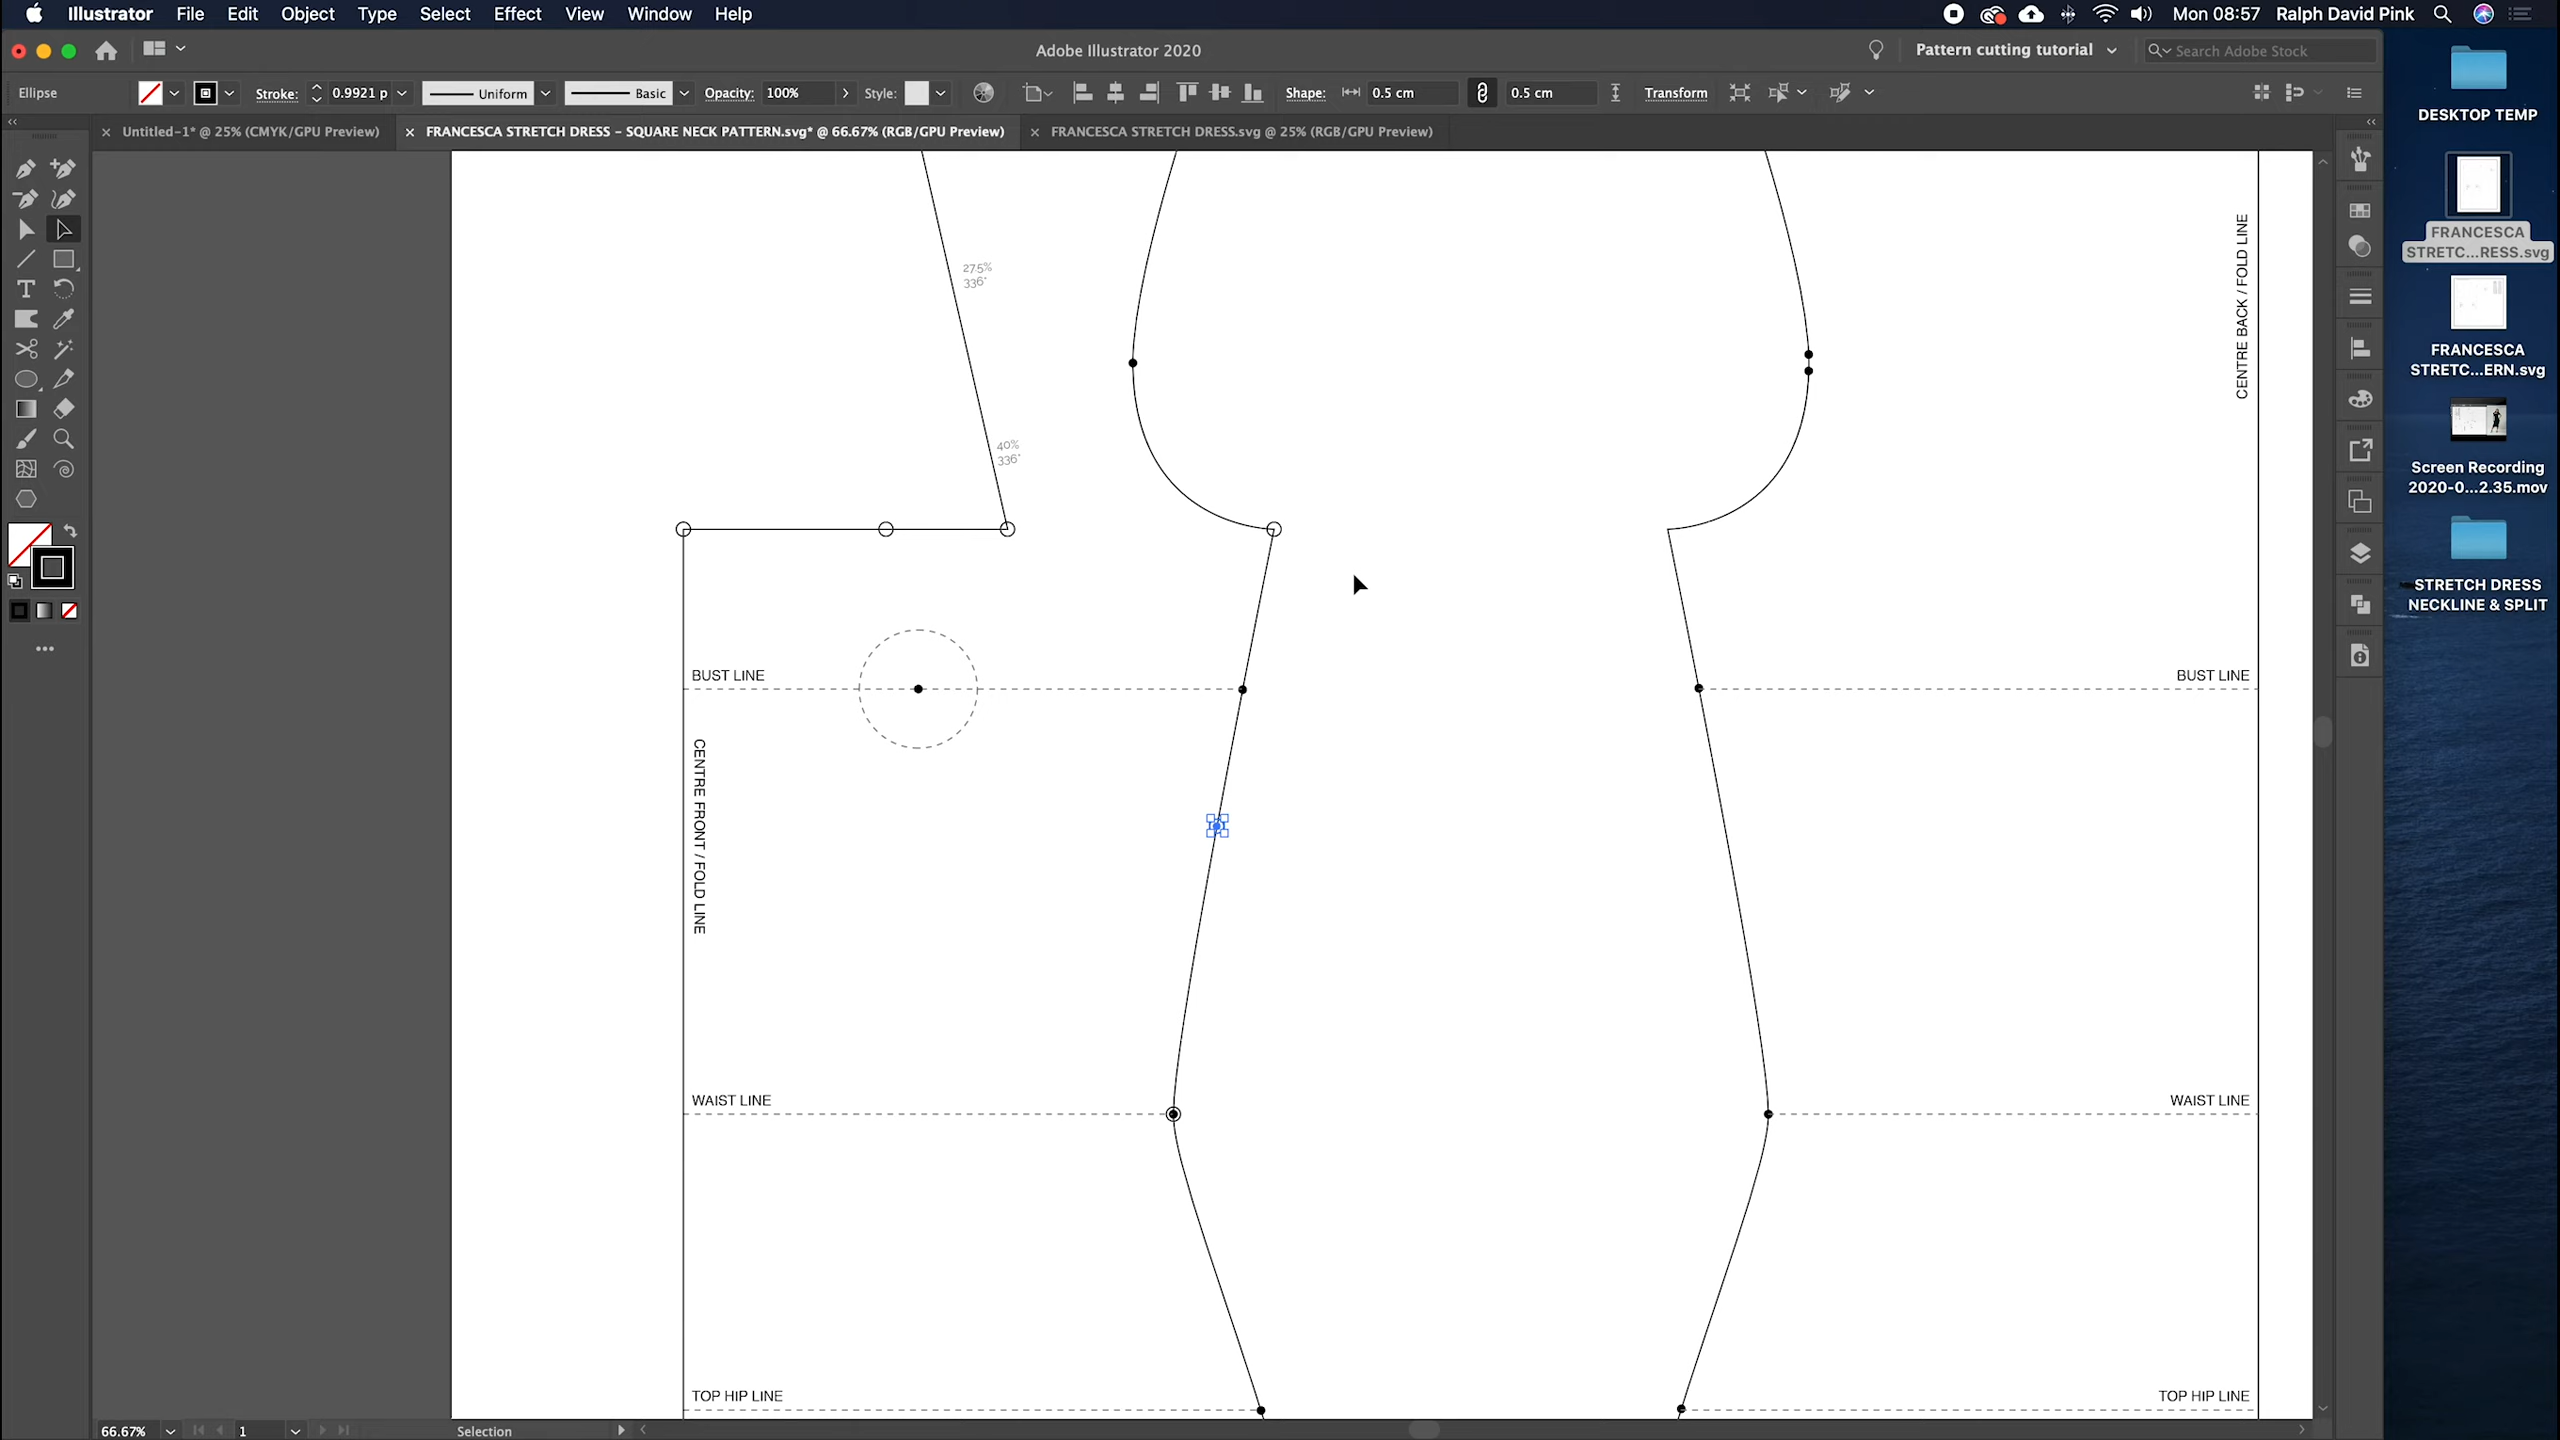 Illustrator File Edit Object Type Select Effect View Window Help Mon 08:57 Ralph David Pink
Adobe Illustrator 2020 Pattern cutting tutorial Search Adobe Stock
Ellipse Stroke: 0.9921 p Uniform Basic Opacity: 100% Style: Shape: 0.5 cm 0.5 cm Transform
Untitled-1* @ 25% (CMYK/GPU Preview) FRANCESCA STRETCH DRESS – SQUARE NECK PATTERN.svg* @ 66.67% (RGB/GPU Preview) FRANCESCA STRETCH DRESS.svg @ 25% (RGB/GPU Preview)
DESKTOP TEMP
FRANCESCA
STRETC...RESS.svg
FRANCESCA
STRETC...ERN.svg
Screen Recording
2020-0...2.35.mov
STRETCH DRESS
NECKLINE & SPLIT
CENTRE BACK / FOLD LINE
27.5%
336°
40%
336°
BUST LINE BUST LINE
CENTRE FRONT / FOLD LINE
WAIST LINE WAIST LINE
TOP HIP LINE TOP HIP LINE
66.67% 1 Selection